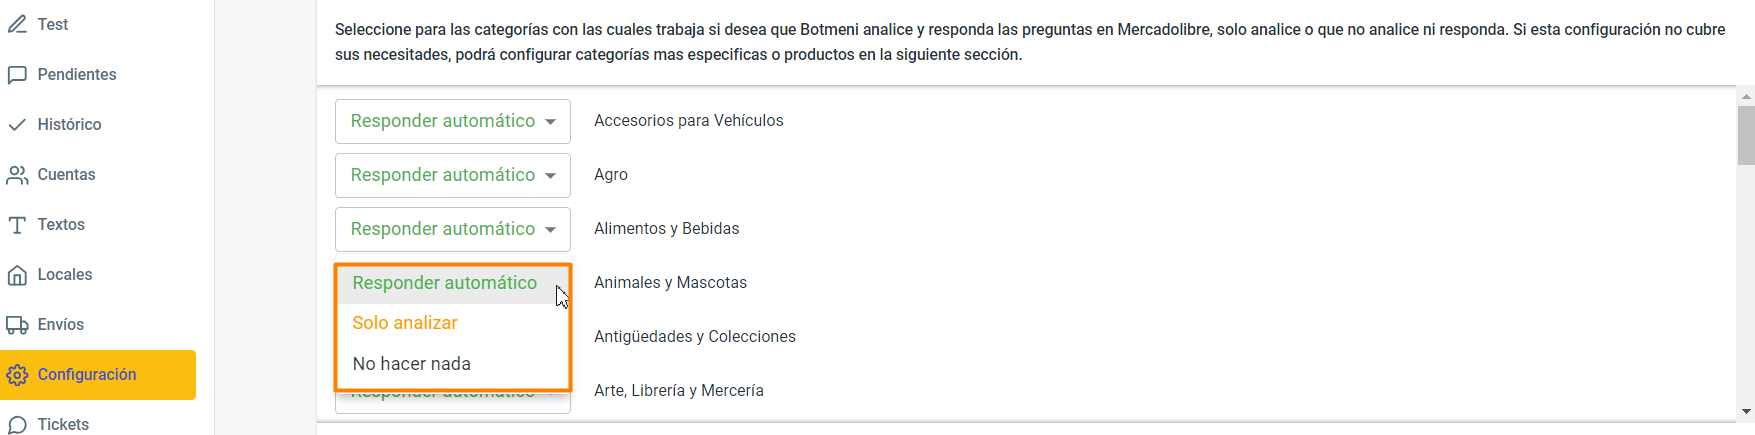 Test
Pendientes
Histórico
Cuentas
Textos
Locales
Envíos
Configuración
Tickets
Seleccione para las categorías con las cuales trabaja si desea que Botmeni analice y responda las preguntas en Mercadolibre, solo analice o que no analice ni responda. Si esta configuración no cubre
sus necesitades, podrá configurar categorías mas especificas o productos en la siguiente sección.
Responder automático Accesorios para Vehículos
Responder automático Agro
Responder automático Alimentos y Bebidas
Responder automático Animales y Mascotas
Solo analizar
Antigüedades y Colecciones
No hacer nada
Responder automático Arte, Librería y Mercería